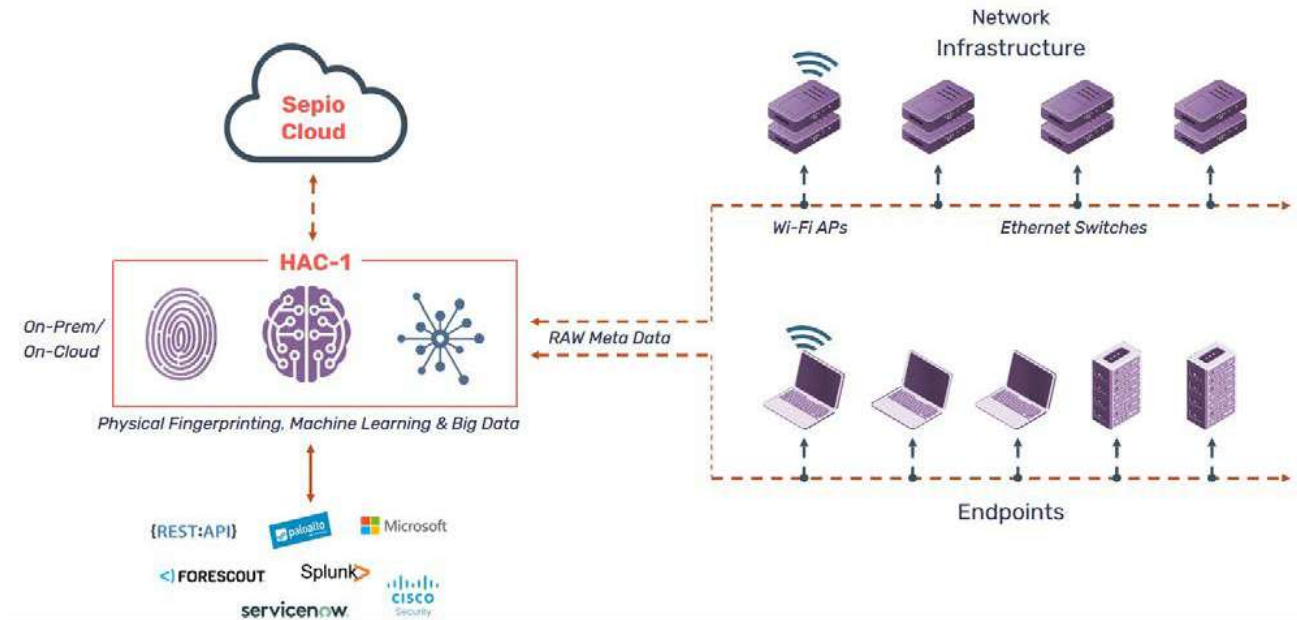 Network
Infrastructure
Sepio
Cloud
Wi-Fi APs
Ethernet Switches
HAC-1
On-Prem/
On-Cloud
RAW Meta Data
Physical Fingerprinting, Machine Learning & Big Data
Endpoints
{REST:API}
paloalto
Microsoft
FORESCOUT
Splunk>
CISCO
Security
servicenow.